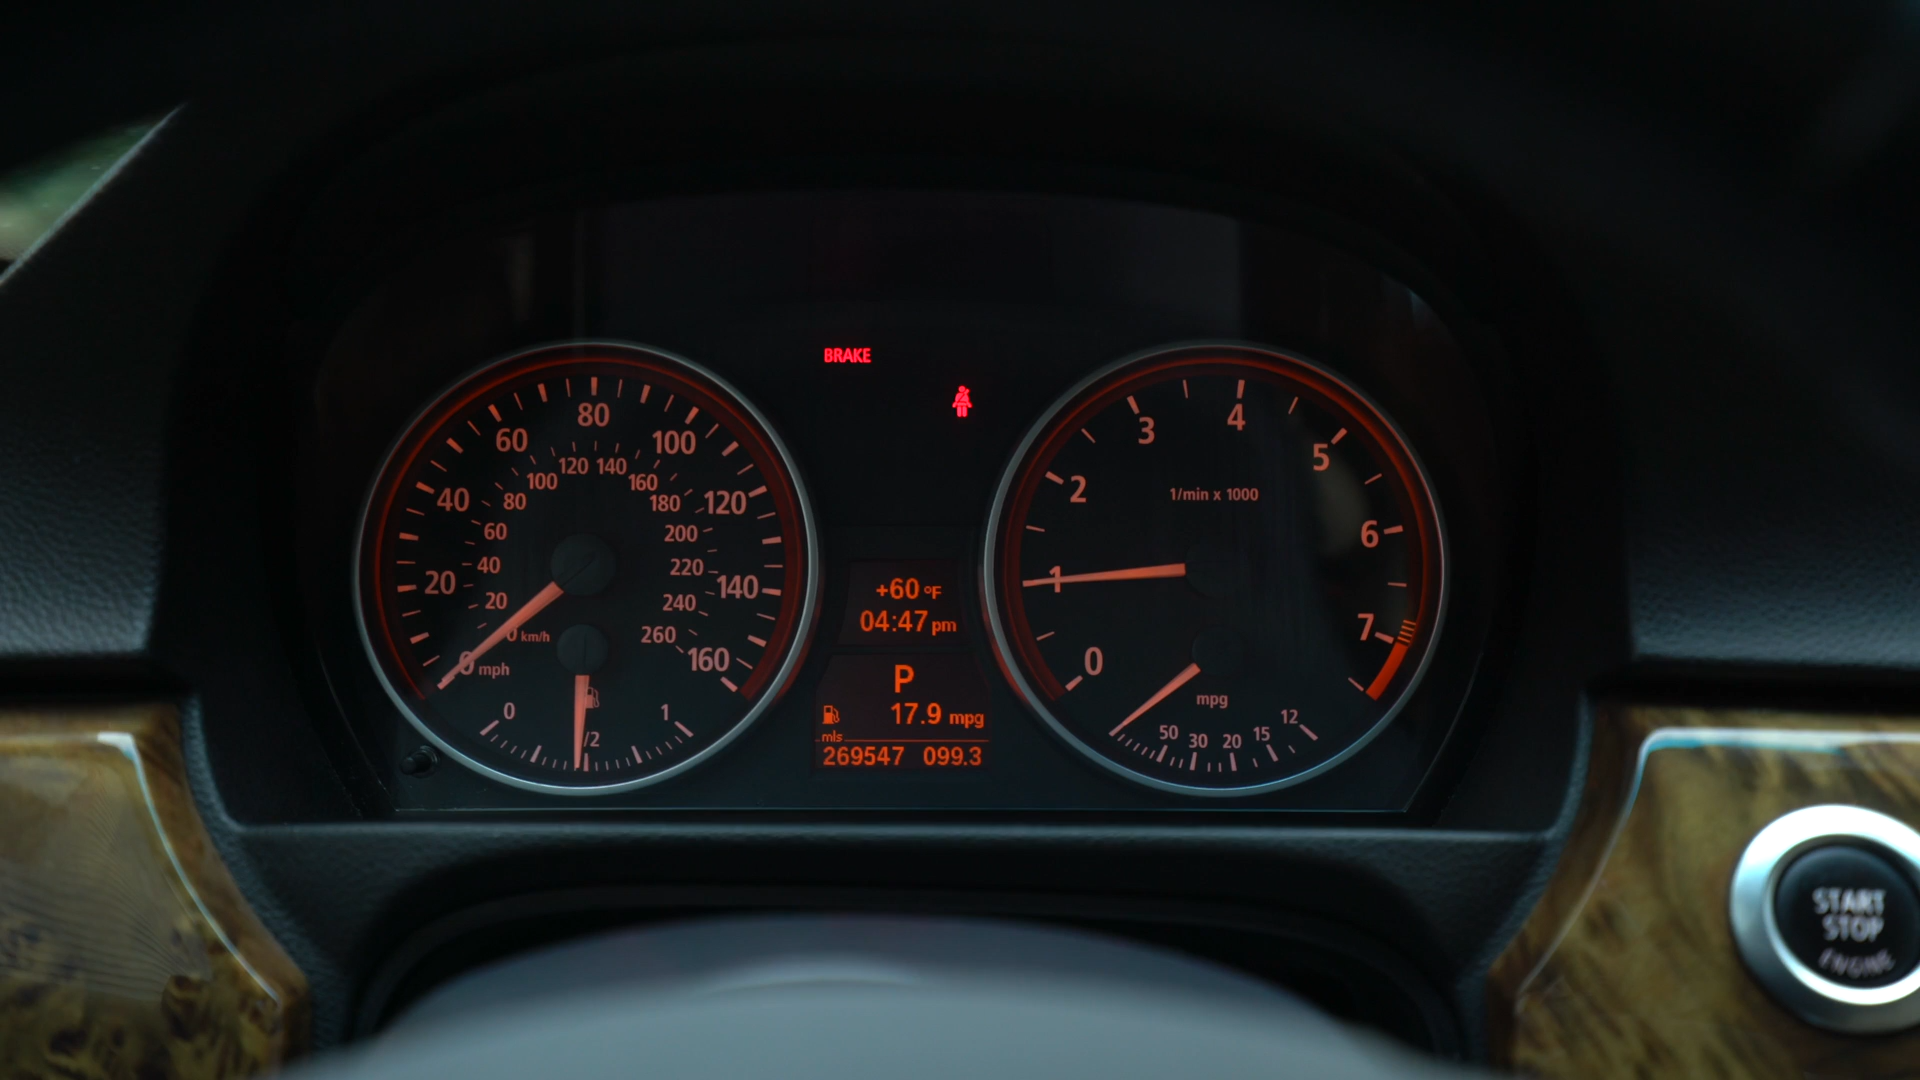 BRAKE
20
40
60
80
100
120
140
160
0 mph
20
40
60
80
100
120
140
160
180
200
220
240
260
0 km/h
0
/2
1
+60 °F
04:47 pm
P
17.9 mpg
mls
269547 099.3
0
1
2
3
4
5
6
7
1/min x 1000
mpg
50
30
20
15
12
START
STOP
ENGINE